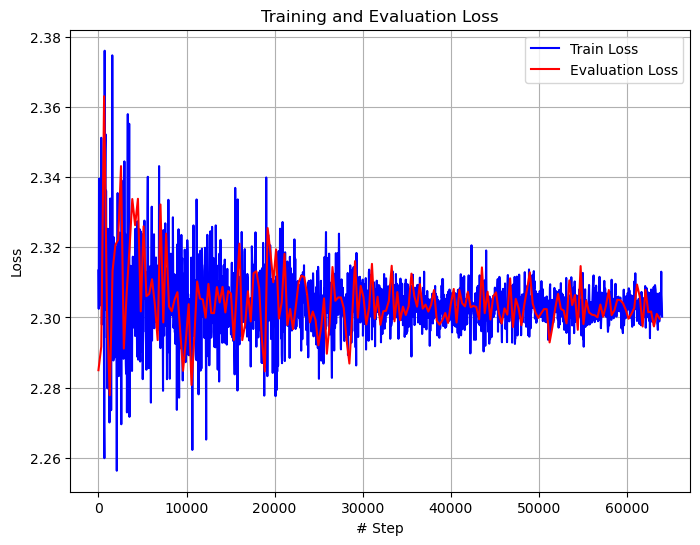 Training and Evaluation Loss
Train Loss
Evaluation Loss
Loss
2.38
2.36
2.34
2.32
2.30
2.28
2.26
0 10000 20000 30000 40000 50000 60000
# Step